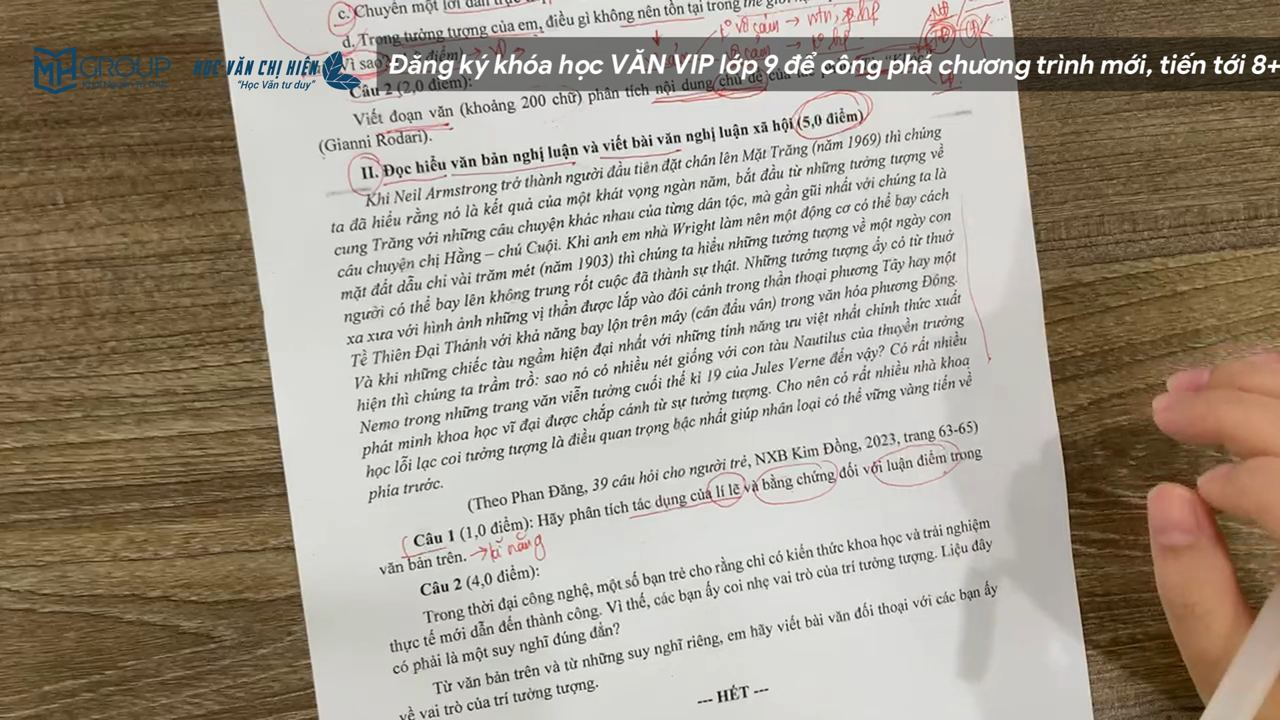 c. Chuyển một lời dẫn trực
d. Trong tưởng tượng của em, điều gì không nên tồn tại trong thế giới
Vì sao?
MH GROUP
HỌC VĂN CHỊ HIÊN
“Học Văn tư duy”
Đăng ký khóa học VĂN VIP lớp 9 để công phá chương trình mới, tiến tới 8+
Câu 2 (2,0 điểm):
Viết đoạn văn (khoảng 200 chữ) phân tích nội dung chủ đề của
(Gianni Rodari).
II. Đọc hiểu văn bản nghị luận và viết bài văn nghị luận xã hội (5,0 điểm)
Khi Neil Armstrong trở thành người đầu tiên đặt chân lên Mặt Trăng (năm 1969) thì chúng
ta đã hiểu rằng nó là kết quả của một khát vọng ngàn năm, bắt đầu từ những tưởng tượng về
cung Trăng với những câu chuyện khác nhau của từng dân tộc, mà gần gũi nhất với chúng ta là
câu chuyện chị Hằng – chú Cuội. Khi anh em nhà Wright làm nên một động cơ có thể bay cách
mặt đất dẫu chỉ vài trăm mét (năm 1903) thì chúng ta hiểu những tưởng tượng về một ngày con
người có thể bay lên không trung rốt cuộc đã thành sự thật. Những tưởng tượng ấy có từ thuở
xa xưa với hình ảnh những vị thần được lắp vào đôi cánh trong thần thoại phương Tây hay một
Tề Thiên Đại Thánh với khả năng bay lộn trên mây (cân đẩu vân) trong văn hóa phương Đông.
Và khi những chiếc tàu ngầm hiện đại nhất với những tính năng ưu việt nhất chính thức xuất
hiện thì chúng ta trầm trồ: sao nó có nhiều nét giống với con tàu Nautilus của thuyền trưởng
Nemo trong những trang văn viễn tưởng cuối thế kỉ 19 của Jules Verne đến vậy? Có rất nhiều
phát minh khoa học vĩ đại được chắp cánh từ sự tưởng tượng. Cho nên có rất nhiều nhà khoa
học lỗi lạc coi tưởng tượng là điều quan trọng bậc nhất giúp nhân loại có thể vững vàng tiến về
phía trước.
(Theo Phan Đăng, 39 câu hỏi cho người trẻ, NXB Kim Đồng, 2023, trang 63-65)
Câu 1 (1,0 điểm): Hãy phân tích tác dụng của lí lẽ và bằng chứng đối với luận điểm trong
văn bản trên. → kĩ năng
Câu 2 (4,0 điểm):
Trong thời đại công nghệ, một số bạn trẻ cho rằng chỉ có kiến thức khoa học và trải nghiệm
thực tế mới dẫn đến thành công. Vì thế, các bạn ấy coi nhẹ vai trò của trí tưởng tượng. Liệu đây
có phải là một suy nghĩ đúng đắn?
Từ văn bản trên và từ những suy nghĩ riêng, em hãy viết bài văn đối thoại với các bạn ấy
về vai trò của trí tưởng tượng.
--- HẾT ---